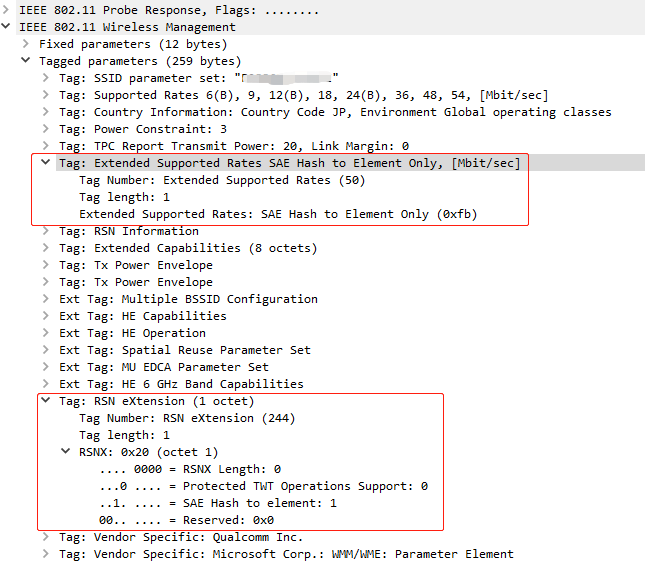 IEEE 802.11 Probe Response, Flags: ........
IEEE 802.11 Wireless Management
Fixed parameters (12 bytes)
Tagged parameters (259 bytes)
Tag: SSID parameter set: "
Tag: Supported Rates 6(B), 9, 12(B), 18, 24(B), 36, 48, 54, [Mbit/sec]
Tag: Country Information: Country Code JP, Environment Global operating classes
Tag: Power Constraint: 3
Tag: TPC Report Transmit Power: 20, Link Margin: 0
Tag: Extended Supported Rates SAE Hash to Element Only, [Mbit/sec]
Tag Number: Extended Supported Rates (50)
Tag length: 1
Extended Supported Rates: SAE Hash to Element Only (0xfb)
Tag: RSN Information
Tag: Extended Capabilities (8 octets)
Tag: Tx Power Envelope
Tag: Tx Power Envelope
Ext Tag: Multiple BSSID Configuration
Ext Tag: HE Capabilities
Ext Tag: HE Operation
Ext Tag: Spatial Reuse Parameter Set
Ext Tag: MU EDCA Parameter Set
Ext Tag: HE 6 GHz Band Capabilities
Tag: RSN eXtension (1 octet)
Tag Number: RSN eXtension (244)
Tag length: 1
RSNX: 0x20 (octet 1)
.... 0000 = RSNX Length: 0
...0 .... = Protected TWT Operations Support: 0
..1. .... = SAE Hash to element: 1
00.. .... = Reserved: 0x0
Tag: Vendor Specific: Qualcomm Inc.
Tag: Vendor Specific: Microsoft Corp.: WMM/WME: Parameter Element